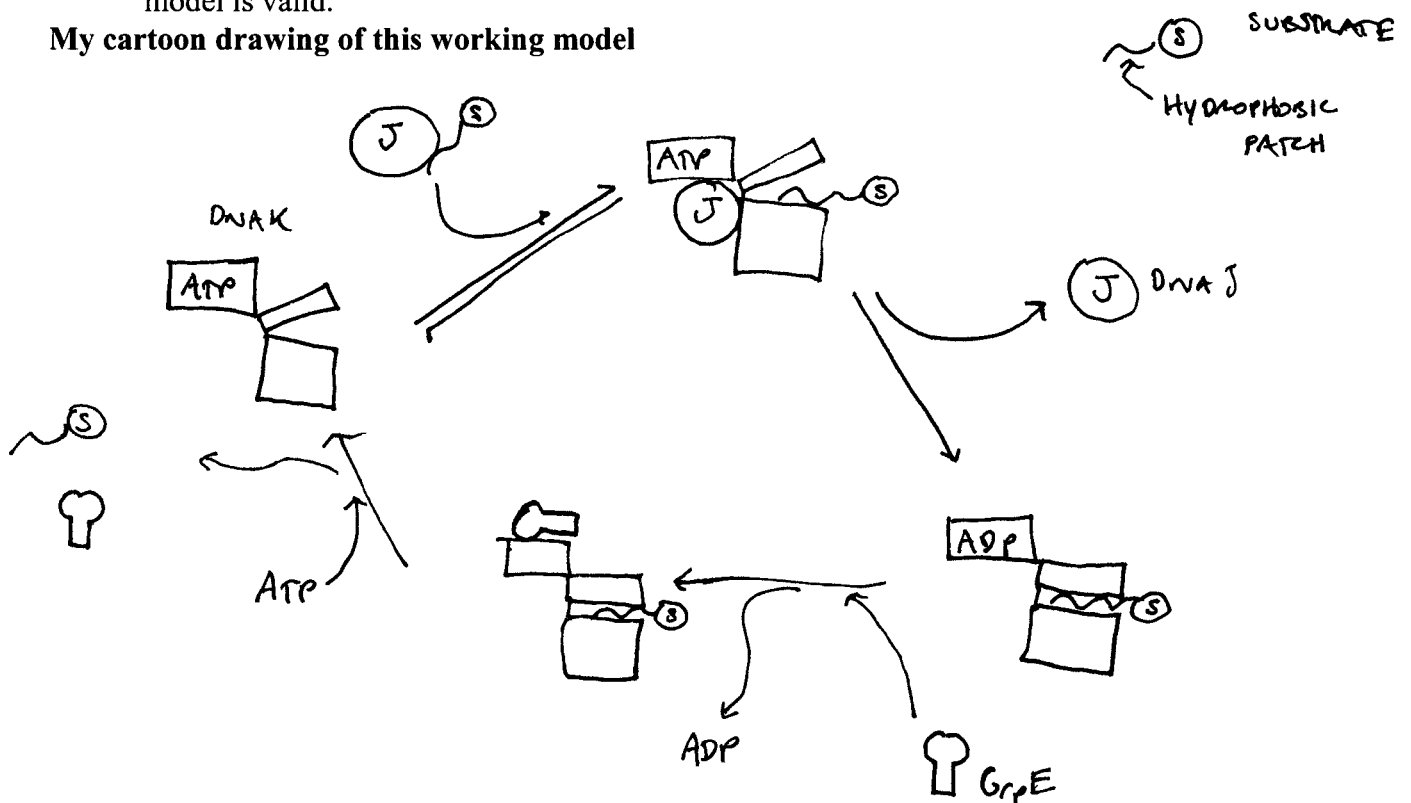 model is valid.
My cartoon drawing of this working model
S SUBSTRATE
HYDROPHOBIC
PATCH
J S
ATP
J S
DNAK
ATP
J DNA J
S
ATP
S
ADP
S
ADP
GrpE